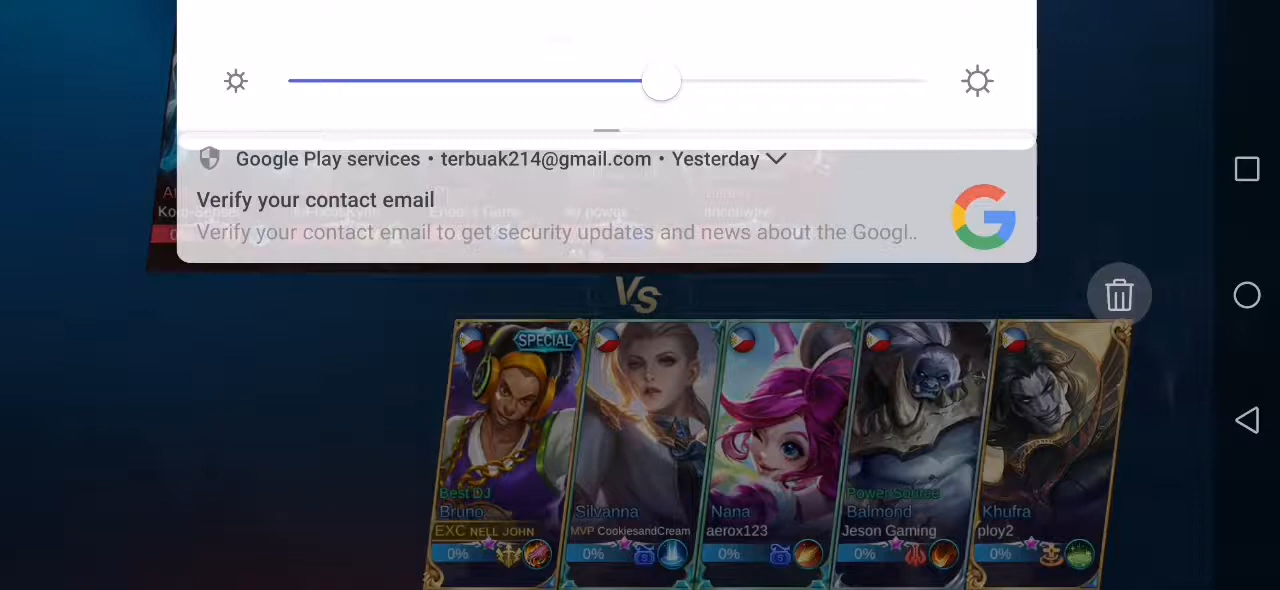 Google Play services • terbuak214@gmail.com • Yesterday
Verify your contact email
Verify your contact email to get security updates and news about the Googl..
VS
SPECIAL
Best DJ
Bruno
EXC NELL JOHN
0%
Silvanna
MVP CookiesandCream
0%
Nana
aerox123
0%
Power Source
Balmond
Jeson Gaming
0%
Khufra
ploy2
0%